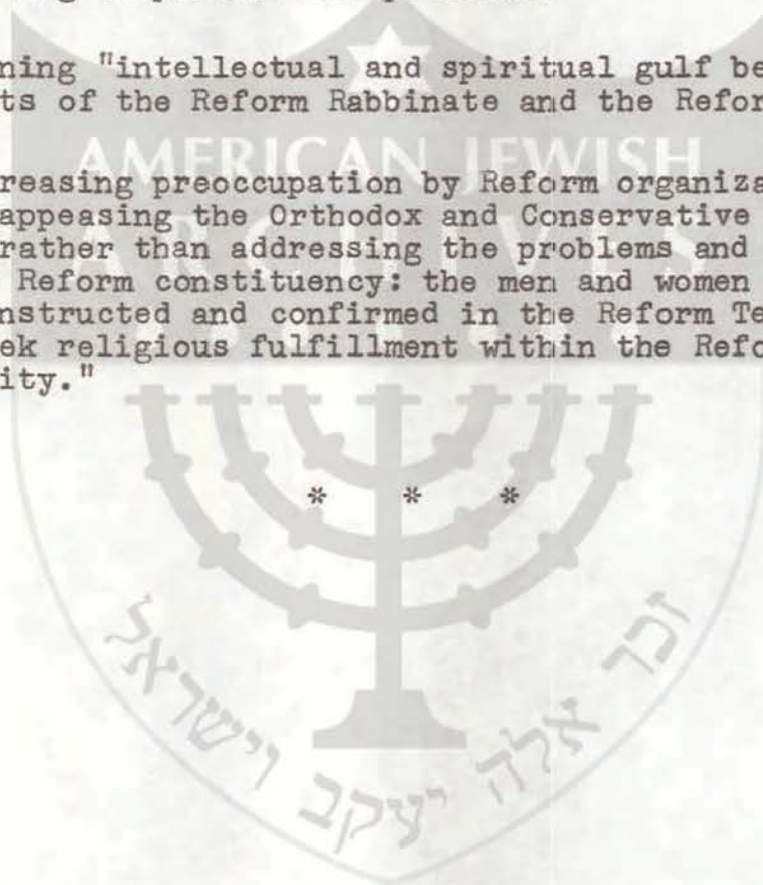 ning "intellectual and spiritual gulf be
ts of the Reform Rabbinate and the Refor
AMERICAN JEWISH
reasing preoccupation by Reform organiza
appeasing the Orthodox and Conservative
ARCHIVES
rather than addressing the problems and
Reform constituency: the men and women
nstructed and confirmed in the Reform Te
ek religious fulfillment within the Refo
ity."
* * *
זכר אלה יעקב וישראל